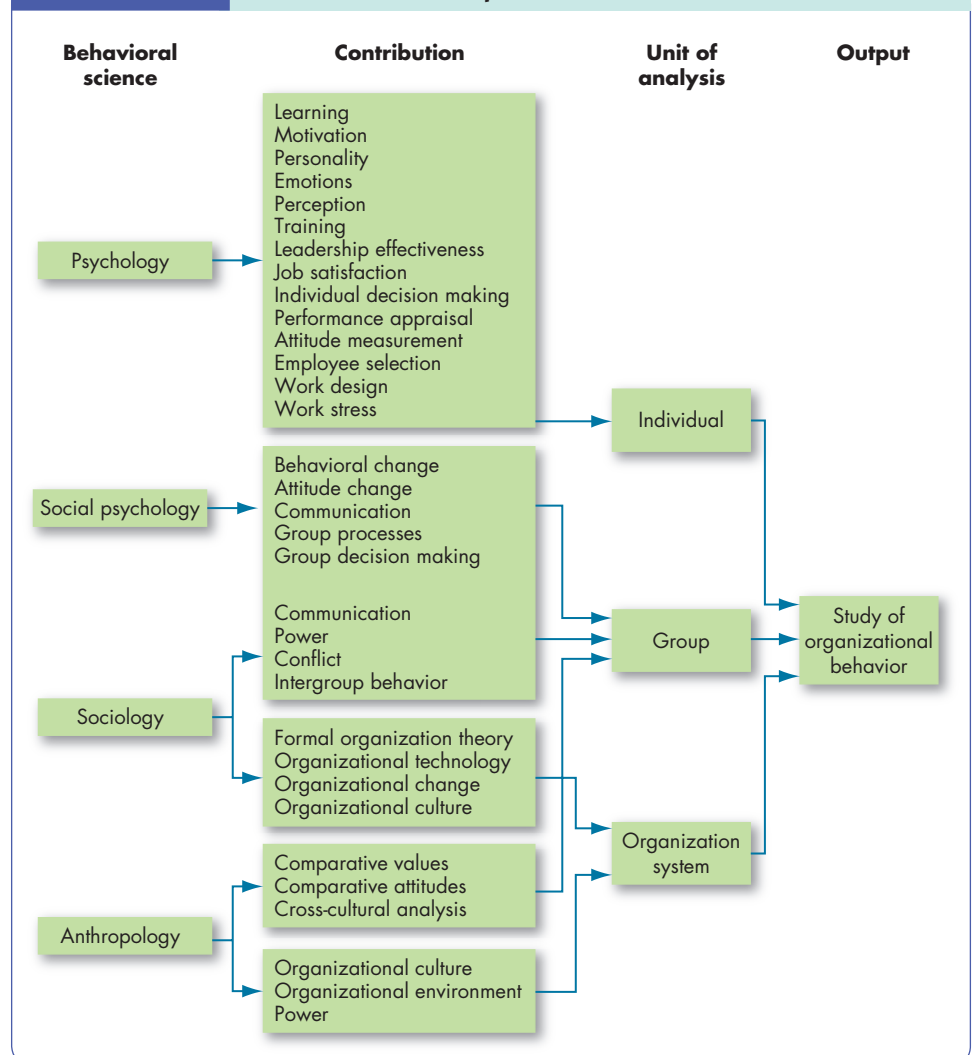 Behavioral
science
Contribution
Unit of
analysis
Output
Psychology
Learning
Motivation
Personality
Emotions
Perception
Training
Leadership effectiveness
Job satisfaction
Individual decision making
Performance appraisal
Attitude measurement
Employee selection
Work design
Work stress
Individual
Social psychology
Behavioral change
Attitude change
Communication
Group processes
Group decision making
Communication
Power
Conflict
Intergroup behavior
Group
Study of
organizational
behavior
Sociology
Formal organization theory
Organizational technology
Organizational change
Organizational culture
Organization
system
Anthropology
Comparative values
Comparative attitudes
Cross-cultural analysis
Organizational culture
Organizational environment
Power